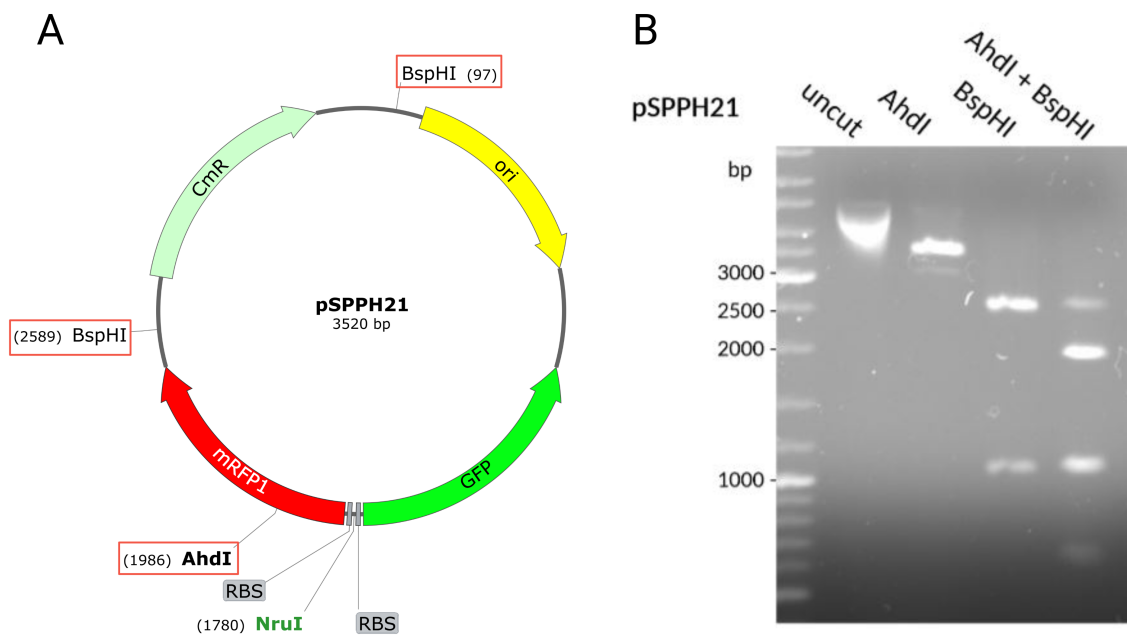 A
BspHI (97)
CmR
ori
pSPPH21
3520 bp
(2589) BspHI
mRFP1
GFP
(1986) AhdI
RBS
(1780) NruI
RBS
B
pSPPH21
uncut
AhdI
BspHI
AhdI + BspHI
bp
3000
2500
2000
1000